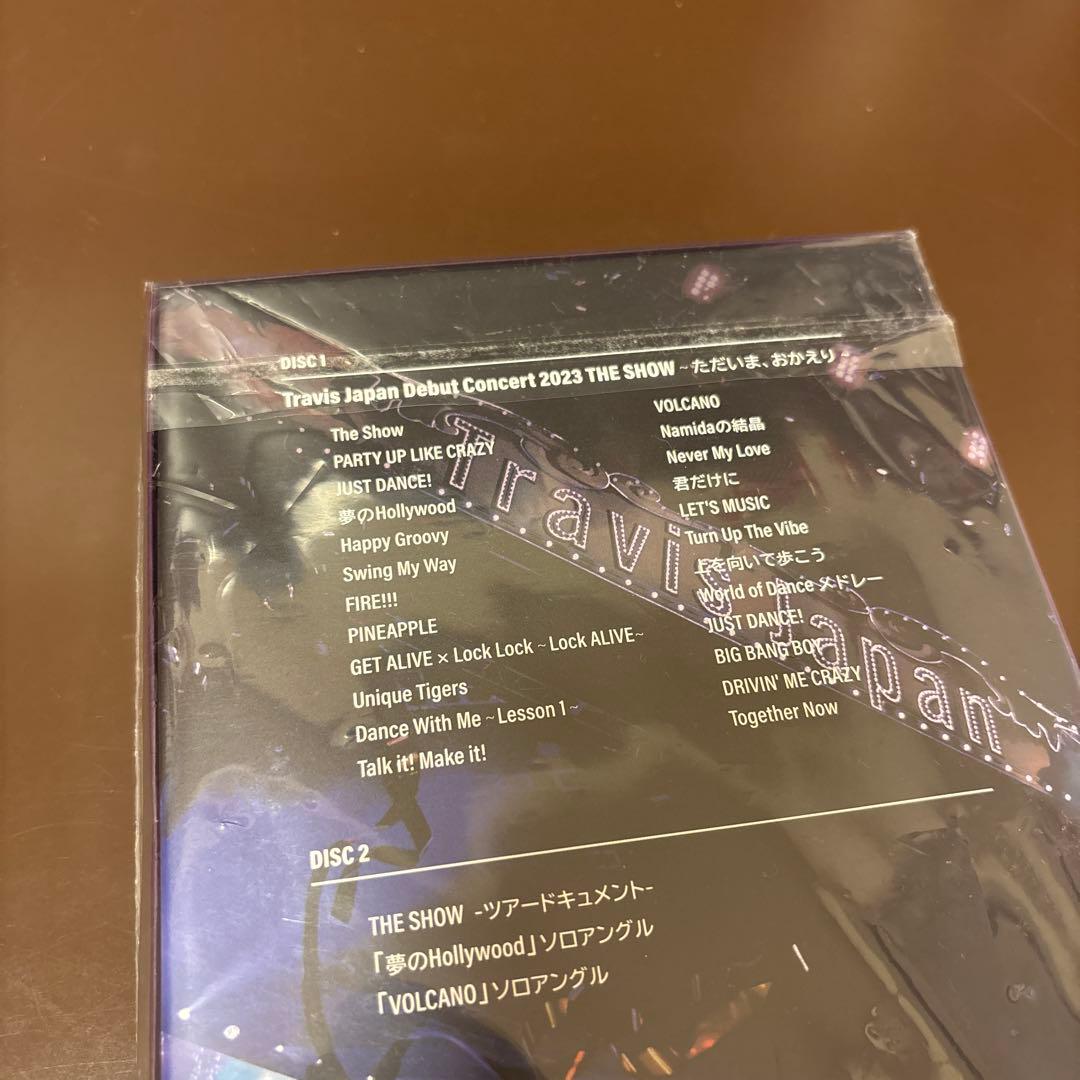 DISC 1
Travis Japan Debut Concert 2023 THE SHOW ~ただいま、おかえり~
The Show
PARTY UP LIKE CRAZY
JUST DANCE!
夢のHollywood
Happy Groovy
Swing My Way
FIRE!!!
PINEAPPLE
GET ALIVE × Lock Lock ~Lock ALIVE~
Unique Tigers
Dance With Me ~Lesson 1~
Talk it! Make it!
VOLCANO
Namidaの結晶
Never My Love
君だけに
LET'S MUSIC
Turn Up The Vibe
上を向いて歩こう
World of Dance メドレー
JUST DANCE!
BIG BANG BOY
DRIVIN' ME CRAZY
Together Now
Travis Japan
DISC 2
THE SHOW -ツアードキュメント-
「夢のHollywood」ソロアングル
「VOLCANO」ソロアングル